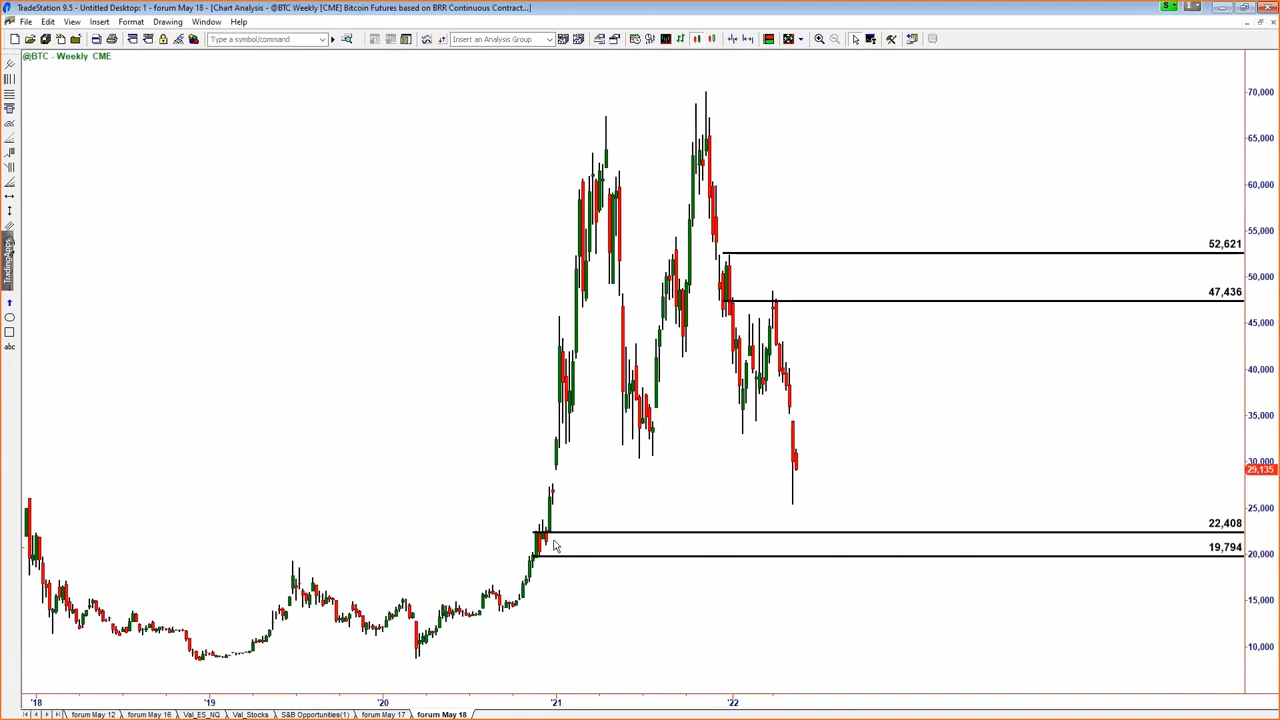 TradeStation 9.5 - Untitled Desktop: 1 - forum May 18 - [Chart Analysis - @BTC Weekly [CME] Bitcoin Futures based on BRR Continuous Contract...]
File Edit View Insert Format Drawing Window Help
Type a symbol/command
Insert an Analysis Group
@BTC - Weekly CME
TradingApps
abc
70,000
65,000
60,000
55,000
52,621
50,000
47,436
45,000
40,000
35,000
30,000
29,135
25,000
22,408
19,794
20,000
15,000
10,000
'18 '19 '20 '21 '22
forum May 12 forum May 16 Val_ES_NQ Val_Stocks S&B Opportunities(1) forum May 17 forum May 18